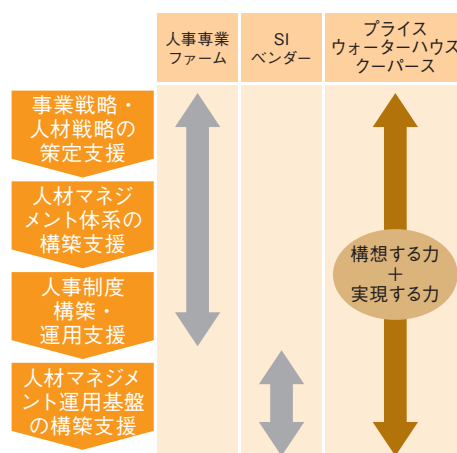 人事専業
ファーム
SI
ベンダー
プライス
ウォーターハウス
クーパース
事業戦略・
人材戦略の
策定支援
人材マネジ
メント体系の
構築支援
人事制度
構築・
運用支援
人材マネジメ
ント運用基盤
の構築支援
構想する力
+
実現する力